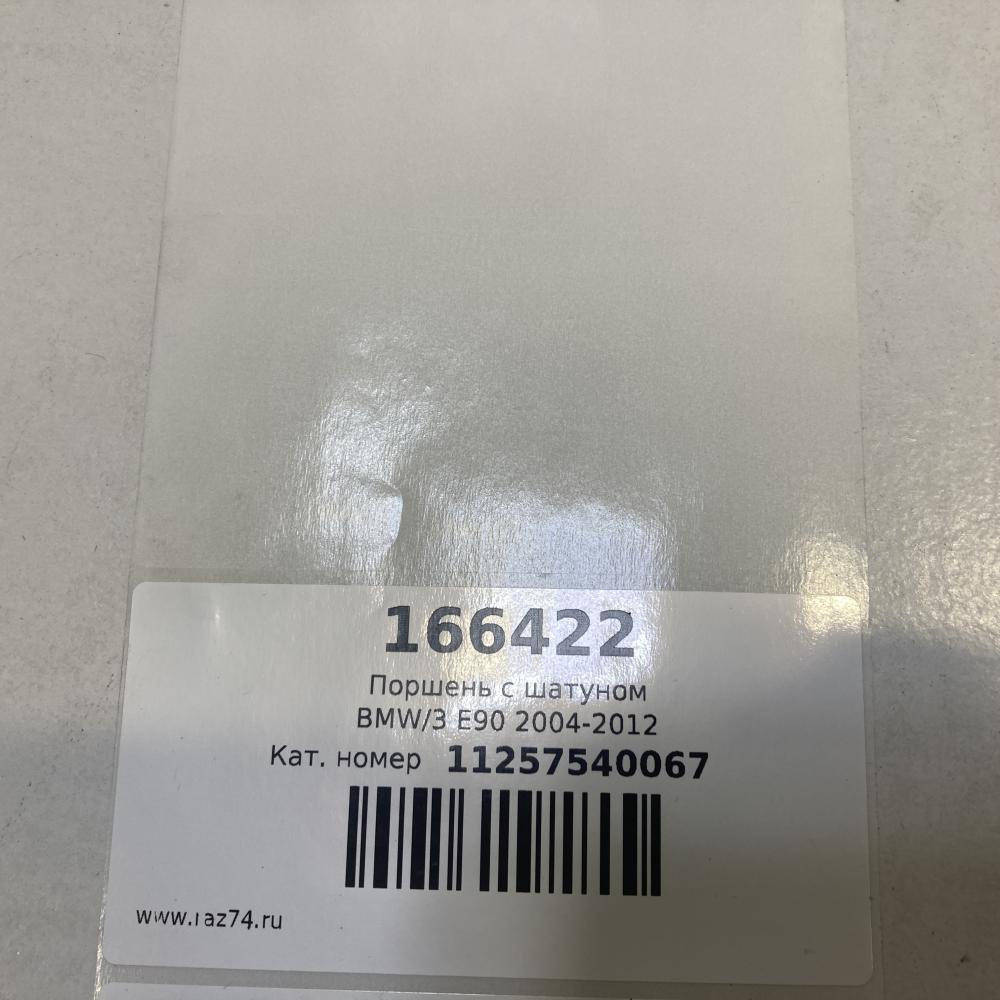 166422
Поршень с шатуном
BMW/3 E90 2004-2012
Кат. номер 11257540067
www.raz74.ru